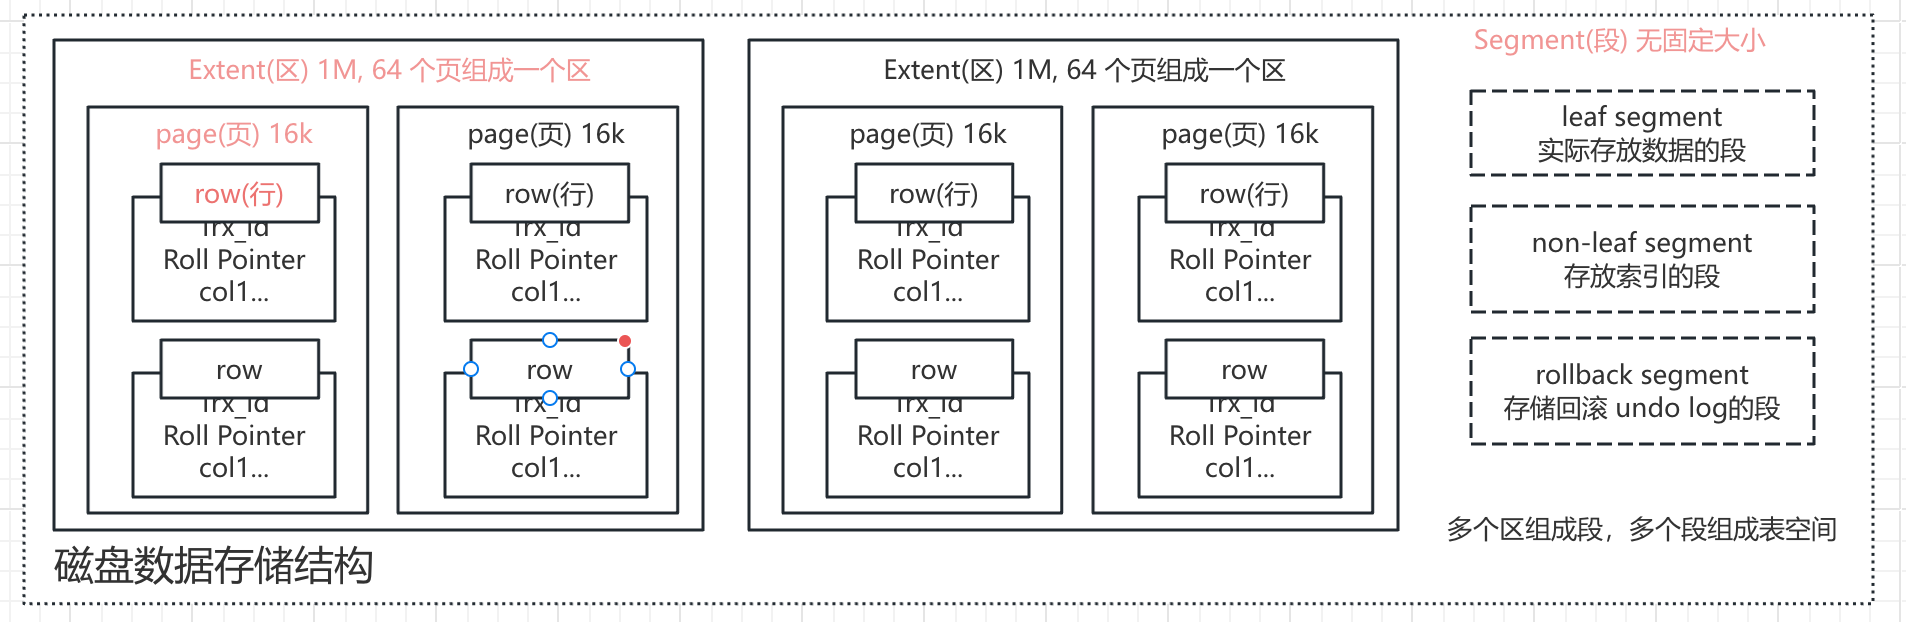 Extent(区) 1M, 64 个页组成一个区
page(页) 16k
row(行)
Trx_id
Roll Pointer
col1...
row
Trx_id
Roll Pointer
col1...
page(页) 16k
row(行)
Trx_id
Roll Pointer
col1...
row
Trx_id
Roll Pointer
col1...
Extent(区) 1M, 64 个页组成一个区
page(页) 16k
row(行)
Trx_id
Roll Pointer
col1...
row
Trx_id
Roll Pointer
col1...
page(页) 16k
row(行)
Trx_id
Roll Pointer
col1...
row
Trx_id
Roll Pointer
col1...
Segment(段) 无固定大小
leaf segment
实际存放数据的段
non-leaf segment
存放索引的段
rollback segment
存储回滚 undo log的段
多个区组成段，多个段组成表空间
磁盘数据存储结构